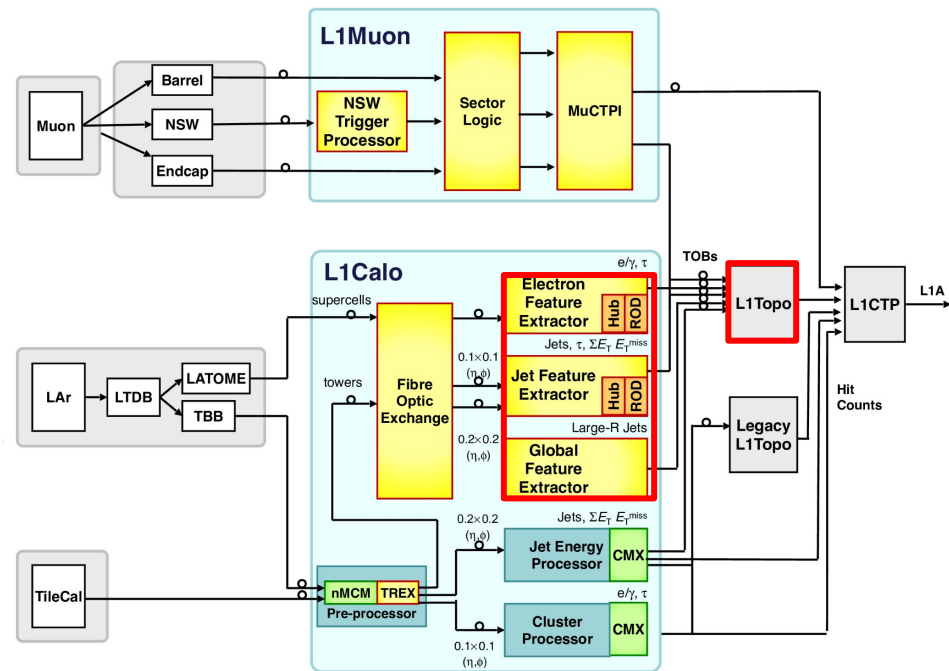 L1Muon
Barrel
Muon
NSW
Endcap
NSW
Trigger
Processor
Sector
Logic
MuCTPI
L1Calo
supercells
towers
Fibre
Optic
Exchange
0.1×0.1
(η,ϕ)
0.2×0.2
(η,ϕ)
e/γ, τ
Electron
Feature
Extractor
Hub
ROD
Jets, τ, ΣE_T E_T^miss
Jet Feature
Extractor
Hub
ROD
Large-R Jets
Global
Feature
Extractor
TOBs
L1Topo
L1CTP
L1A
Hit
Counts
Legacy
L1Topo
LAr
LTDB
LATOME
TBB
TileCal
nMCM
TREX
Pre-processor
0.2×0.2
(η,ϕ)
0.1×0.1
(η,ϕ)
Jets, ΣE_T E_T^miss
Jet Energy
Processor
CMX
e/γ, τ
Cluster
Processor
CMX